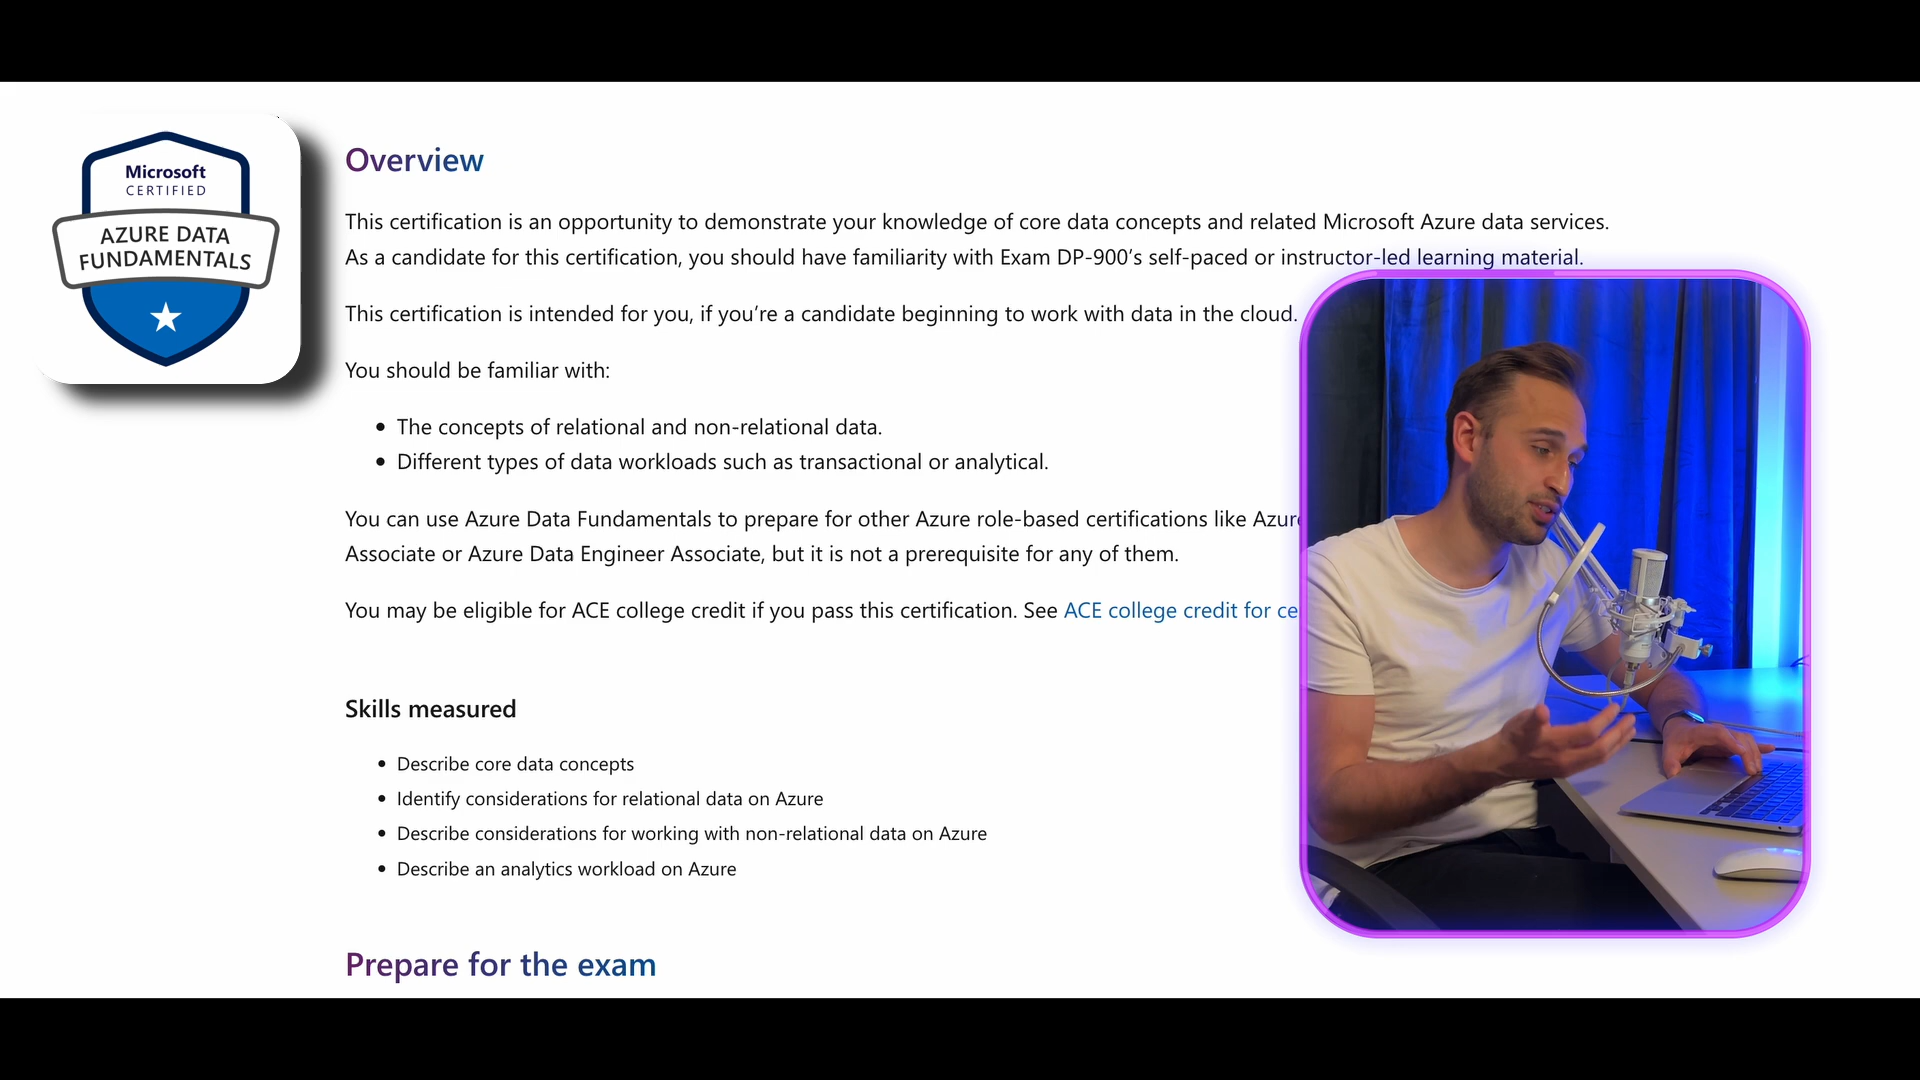 Microsoft
CERTIFIED
AZURE DATA
FUNDAMENTALS
Overview
This certification is an opportunity to demonstrate your knowledge of core data concepts and related Microsoft Azure data services.
As a candidate for this certification, you should have familiarity with Exam DP-900’s self-paced or instructor-led learning material.
This certification is intended for you, if you’re a candidate beginning to work with data in the cloud.
You should be familiar with:
• The concepts of relational and non-relational data.
• Different types of data workloads such as transactional or analytical.
You can use Azure Data Fundamentals to prepare for other Azure role-based certifications like Azure
Associate or Azure Data Engineer Associate, but it is not a prerequisite for any of them.
You may be eligible for ACE college credit if you pass this certification. See ACE college credit for ce
Skills measured
• Describe core data concepts
• Identify considerations for relational data on Azure
• Describe considerations for working with non-relational data on Azure
• Describe an analytics workload on Azure
Prepare for the exam